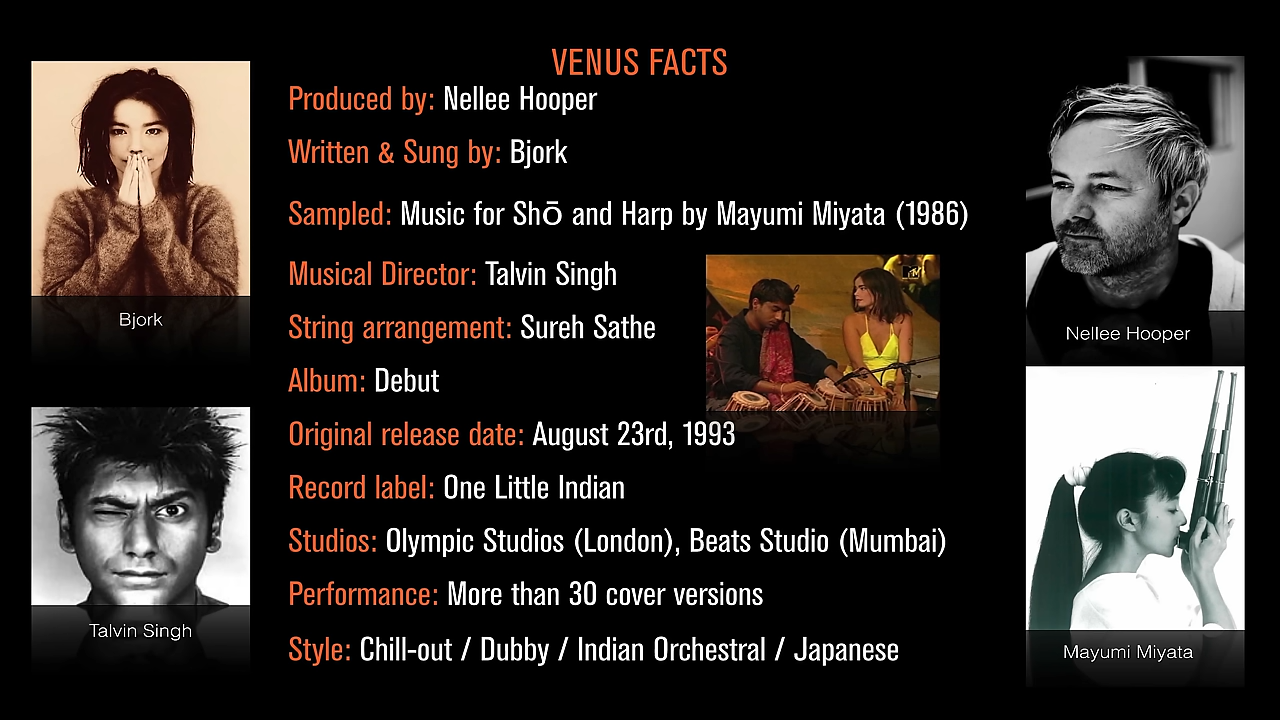 VENUS FACTS
Produced by: Nellee Hooper
Written & Sung by: Bjork
Sampled: Music for ShŌ and Harp by Mayumi Miyata (1986)
Musical Director: Talvin Singh
String arrangement: Sureh Sathe
Album: Debut
Original release date: August 23rd, 1993
Record label: One Little Indian
Studios: Olympic Studios (London), Beats Studio (Mumbai)
Performance: More than 30 cover versions
Style: Chill-out / Dubby / Indian Orchestral / Japanese
Bjork
Talvin Singh
MTV
Nellee Hooper
Mayumi Miyata